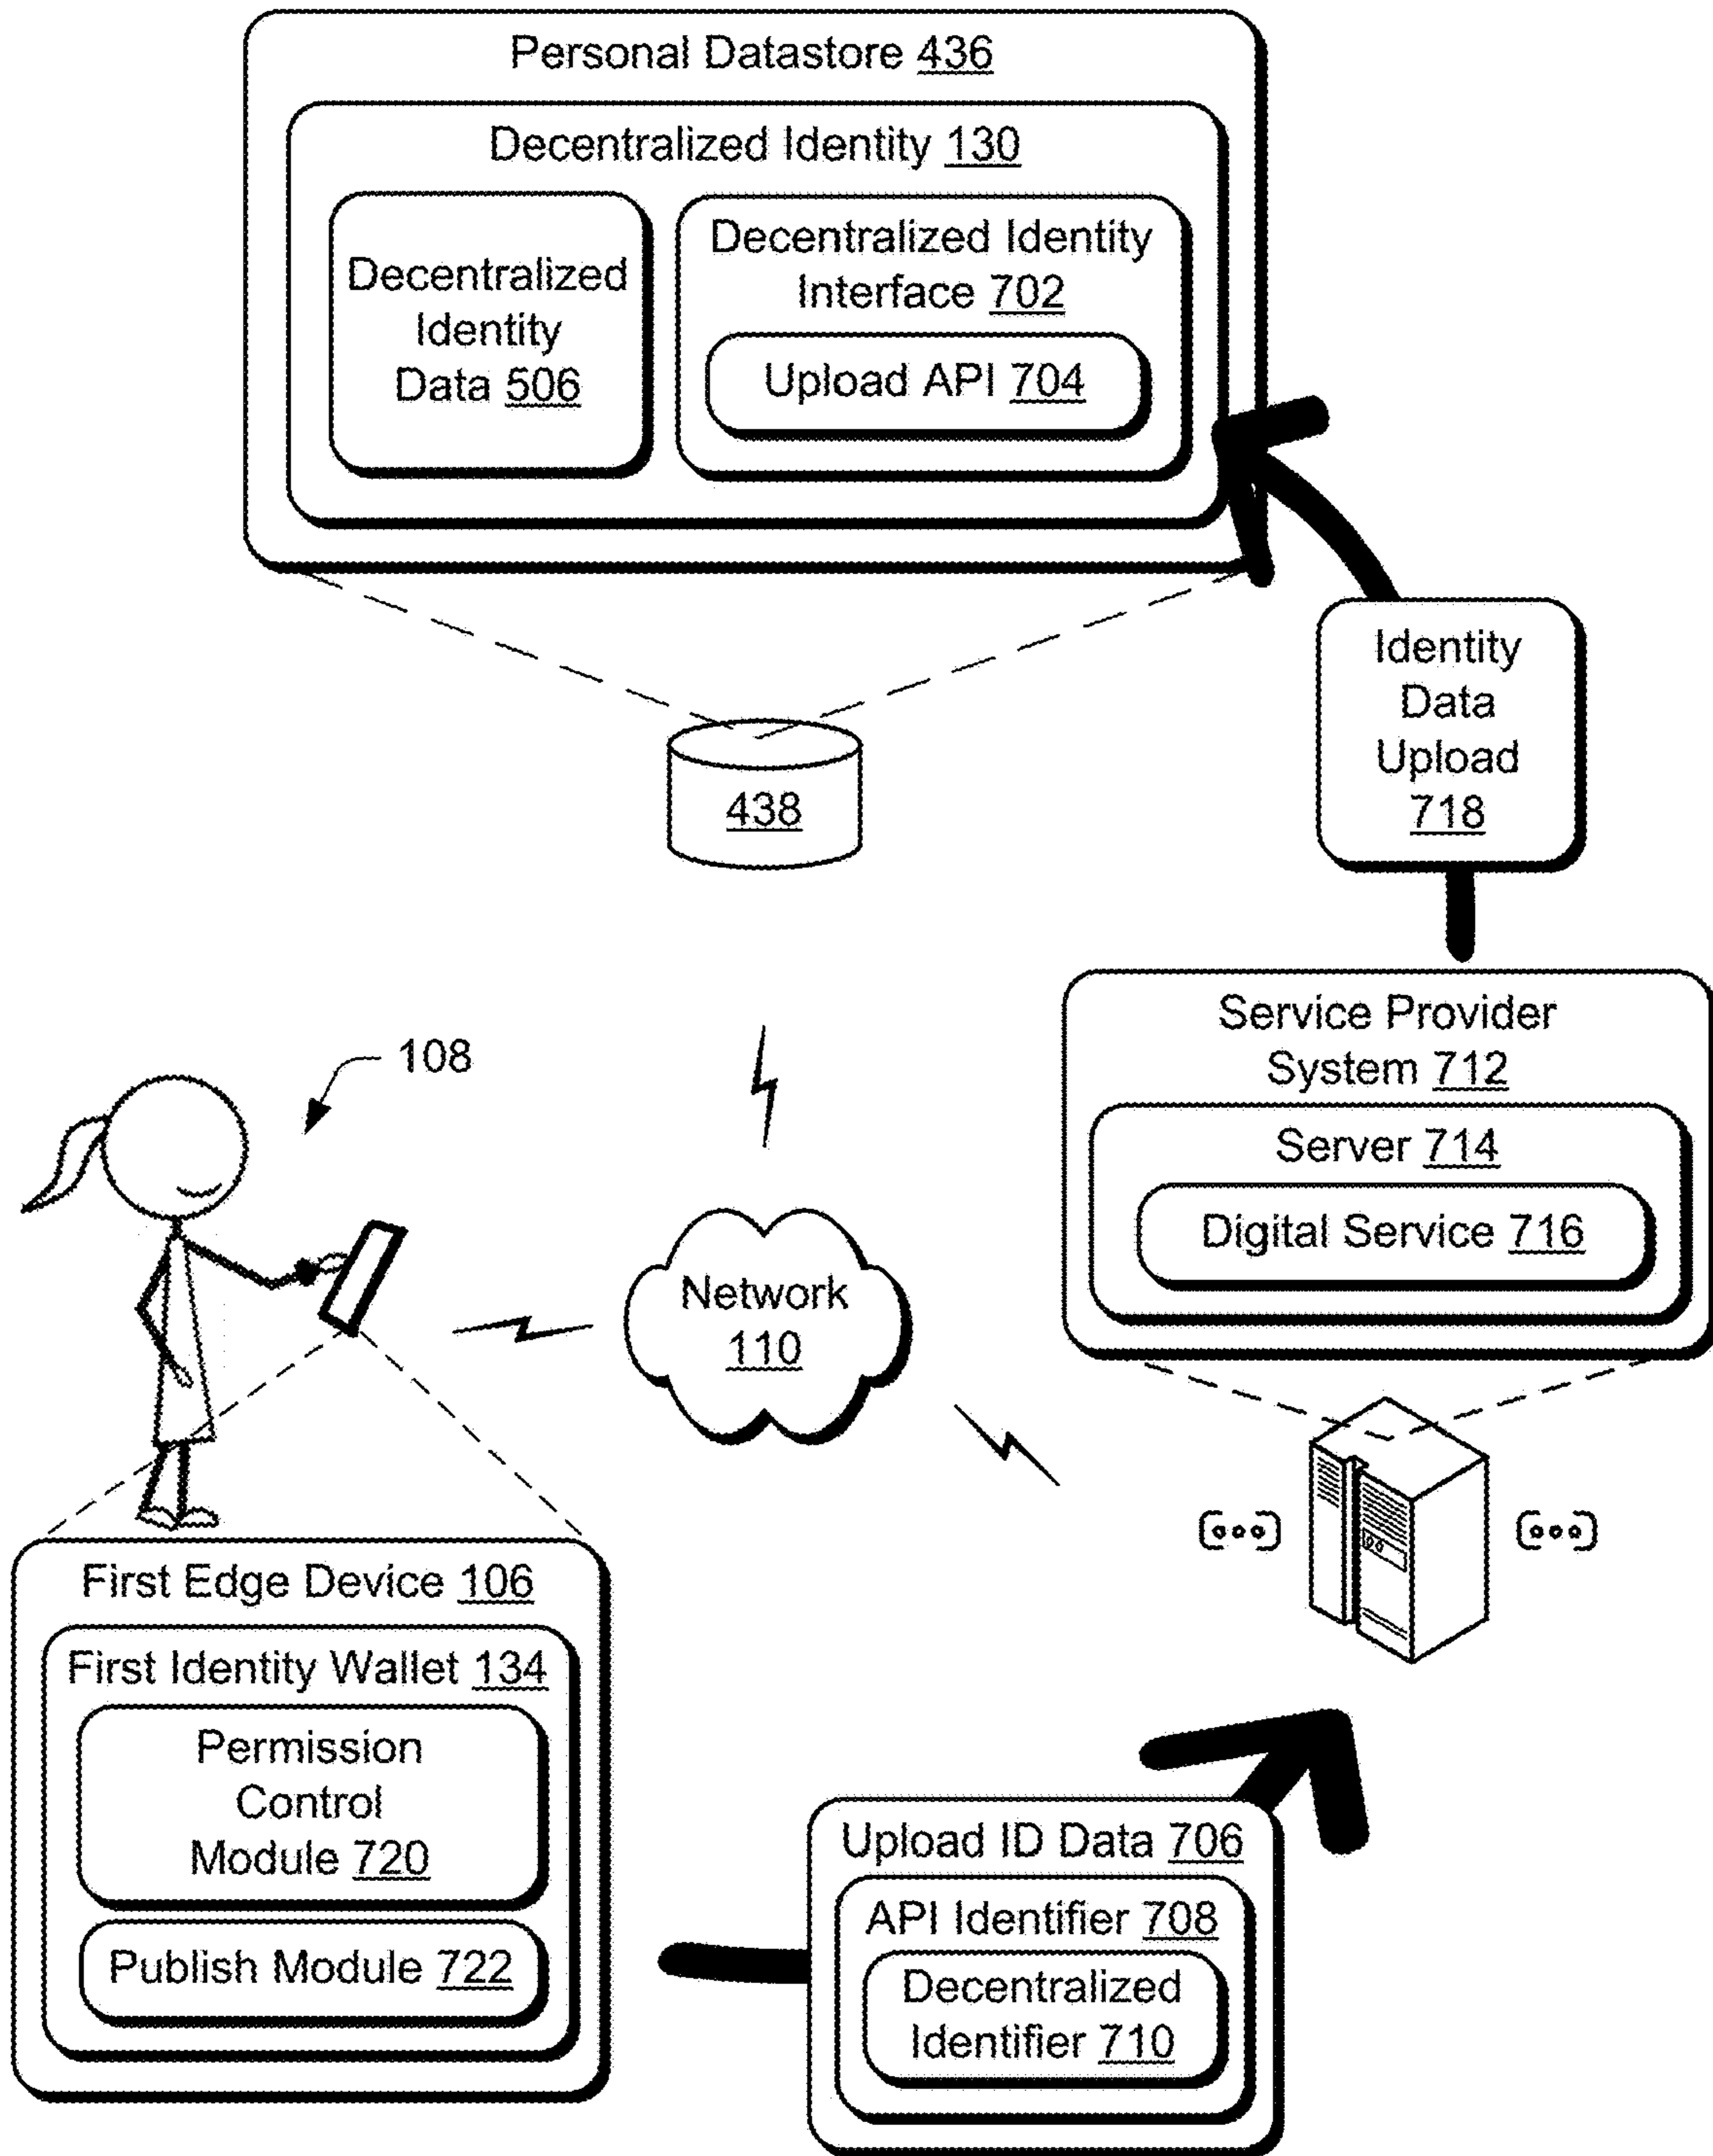 Personal Datastore 436
Decentralized Identity 130
Decentralized
Identity
Data 506
Decentralized Identity
Interface 702
Upload API 704
Identity
Data
Upload
718
438
Service Provider
System 712
Server 714
Digital Service 716
108
Network
110
First Edge Device 106
First Identity Wallet 134
Permission
Control
Module 720
Publish Module 722
Upload ID Data 706
API Identifier 708
Decentralized
Identifier 710